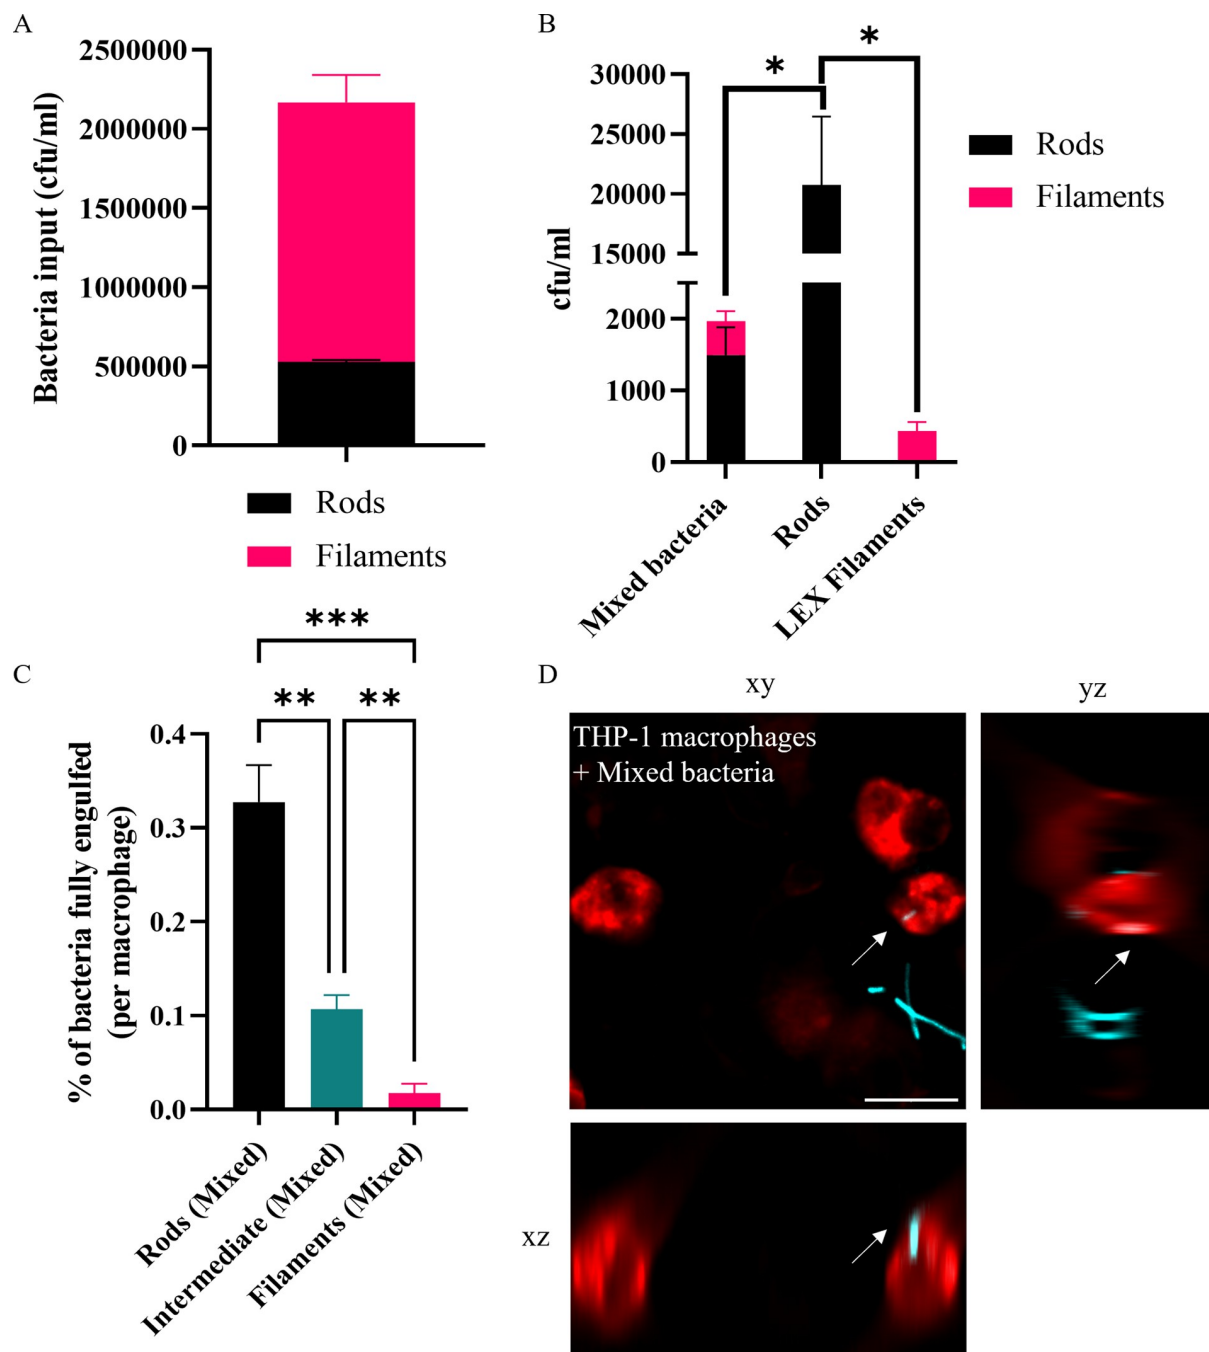 A
Bacteria input (cfu/ml)
2500000
2000000
1500000
1000000
500000
0
Rods
Filaments
B
cfu/ml
30000
25000
20000
15000
2000
1000
0
*
*
Mixed bacteria
Rods
LEX Filaments
Rods
Filaments
C
% of bacteria fully engulfed
(per macrophage)
0.4
0.3
0.2
0.1
0.0
***
**
**
Rods (Mixed)
Intermediate (Mixed)
Filaments (Mixed)
D
xy
yz
THP-1 macrophages
+ Mixed bacteria
xz